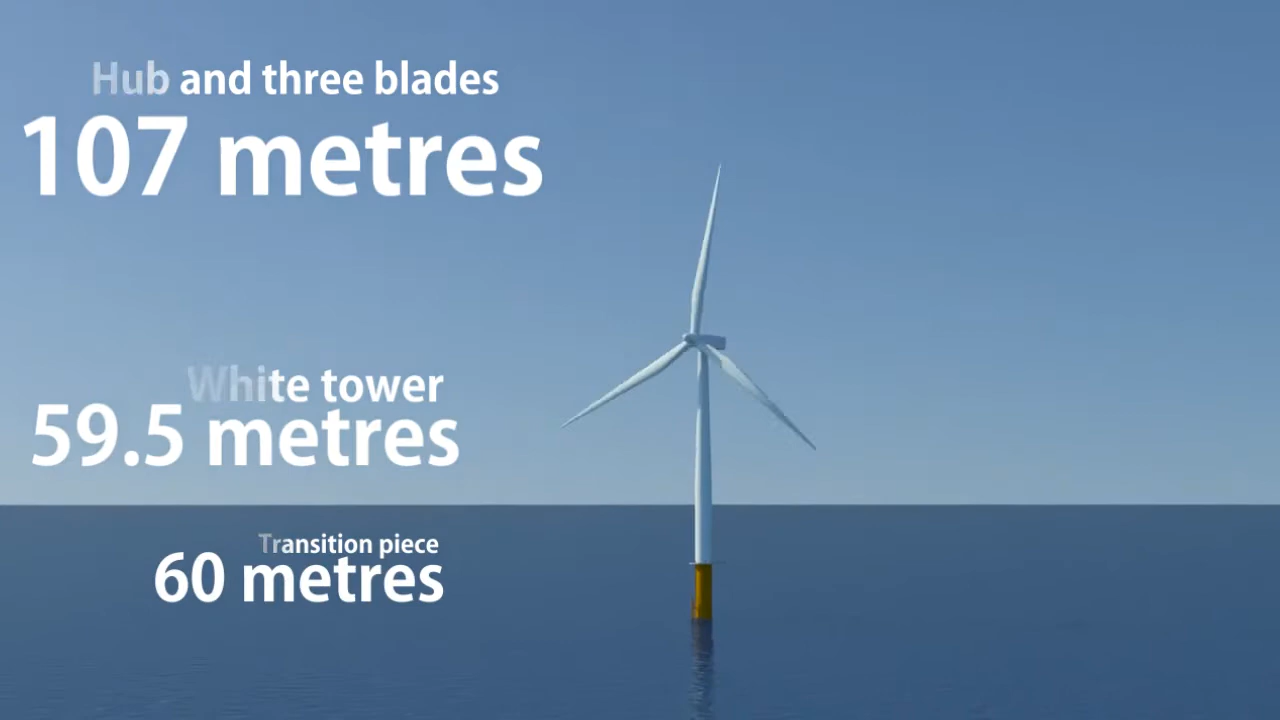 Hub and three blades
107 metres
White tower
59.5 metres
Transition piece
60 metres